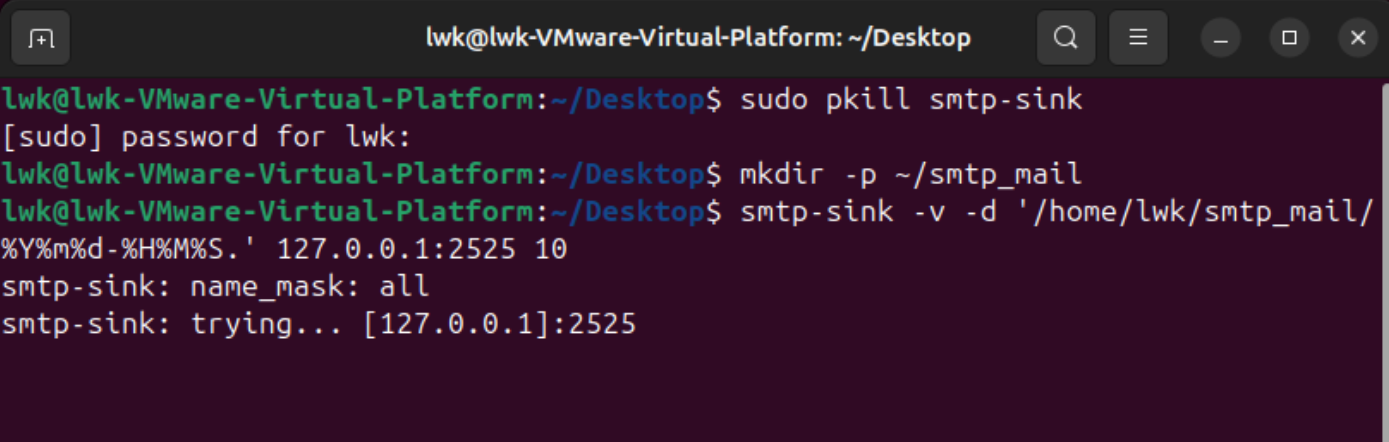 lwk@lwk-VMware-Virtual-Platform: ~/Desktop
lwk@lwk-VMware-Virtual-Platform:~/Desktop$ sudo pkill smtp-sink
[sudo] password for lwk:
lwk@lwk-VMware-Virtual-Platform:~/Desktop$ mkdir -p ~/smtp_mail
lwk@lwk-VMware-Virtual-Platform:~/Desktop$ smtp-sink -v -d '/home/lwk/smtp_mail/
%Y%m%d-%H%M%S.' 127.0.0.1:2525 10
smtp-sink: name_mask: all
smtp-sink: trying... [127.0.0.1]:2525